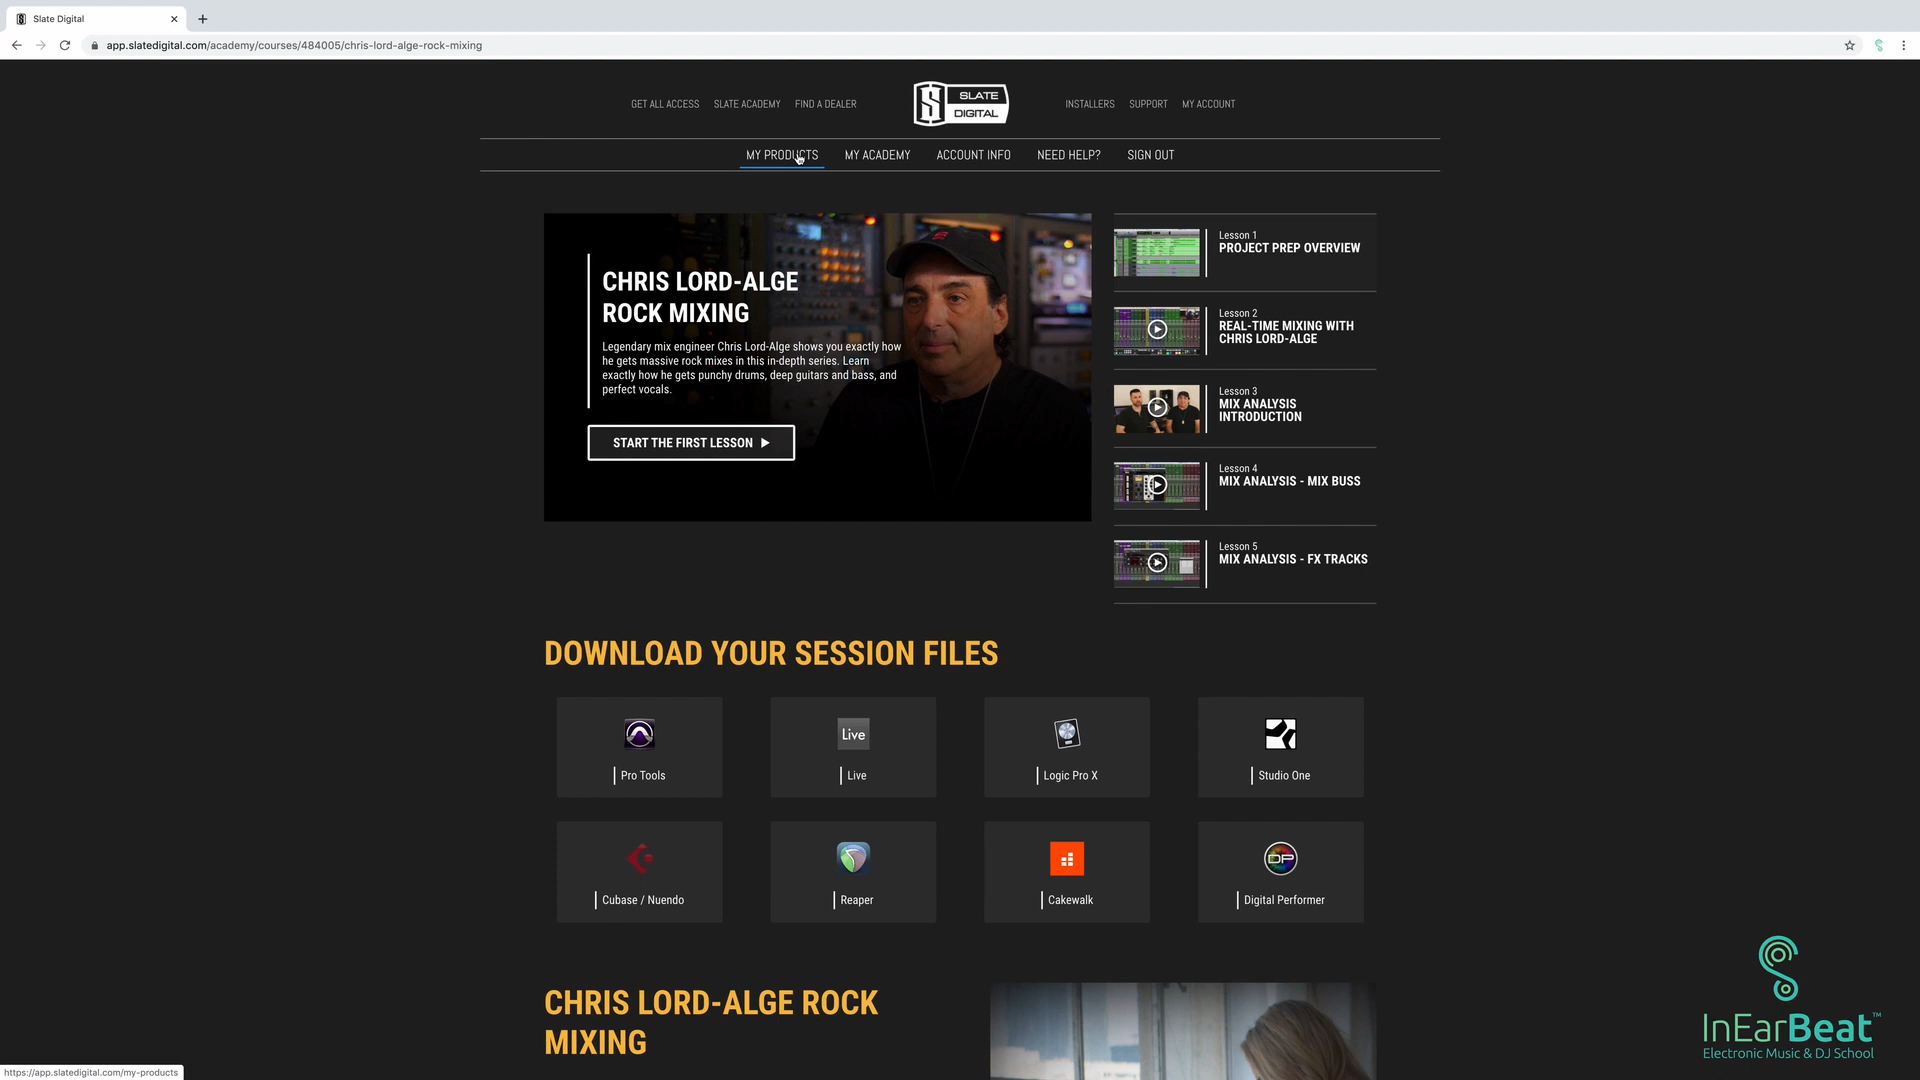 Slate Digital
app.slatedigital.com/academy/courses/484005/chris-lord-alge-rock-mixing
GET ALL ACCESS SLATE ACADEMY FIND A DEALER
SLATE
DIGITAL
INSTALLERS SUPPORT MY ACCOUNT
MY PRODUCTS MY ACADEMY ACCOUNT INFO NEED HELP? SIGN OUT
CHRIS LORD-ALGE
ROCK MIXING
Legendary mix engineer Chris Lord-Alge shows you exactly how
he gets massive rock mixes in this in-depth series. Learn
exactly how he gets punchy drums, deep guitars and bass, and
perfect vocals.
START THE FIRST LESSON
Lesson 1
PROJECT PREP OVERVIEW
Lesson 2
REAL-TIME MIXING WITH
CHRIS LORD-ALGE
Lesson 3
MIX ANALYSIS
INTRODUCTION
Lesson 4
MIX ANALYSIS - MIX BUSS
Lesson 5
MIX ANALYSIS - FX TRACKS
DOWNLOAD YOUR SESSION FILES
Pro Tools
Live
Live
Logic Pro X
Studio One
Cubase / Nuendo
Reaper
Cakewalk
DP
Digital Performer
CHRIS LORD-ALGE ROCK
MIXING
InEarBeat™
Electronic Music & DJ School
https://app.slatedigital.com/my-products